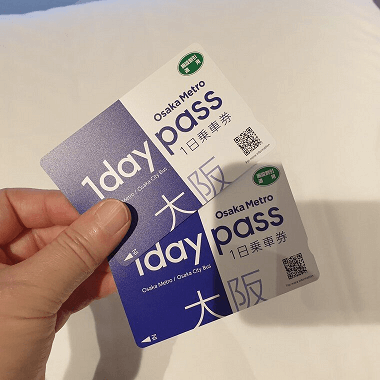 Osaka Metro
1day pass
1日乗車券
Metro / Osaka City Bus
大阪
Osaka Metro
1day pass
1日乗車券
Osaka Metro / Osaka City Bus
大阪